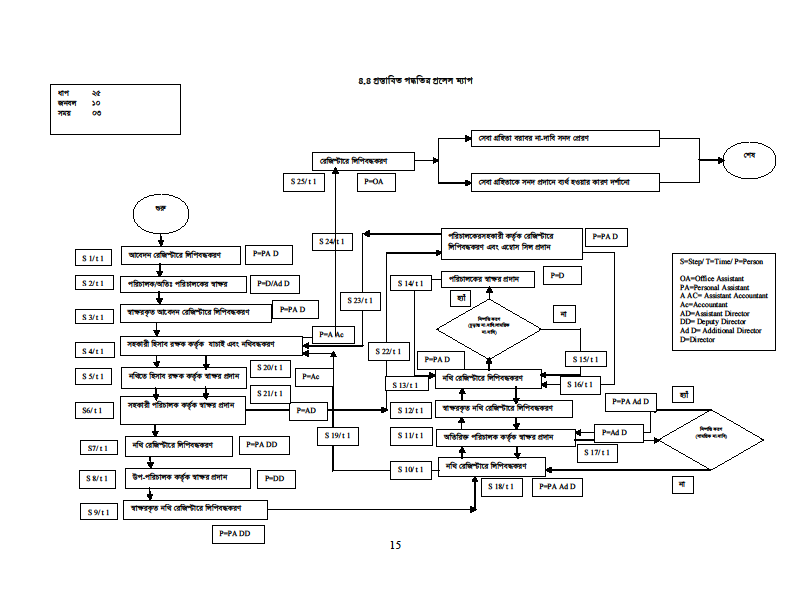 ৪.৪ প্রস্তাবিত পদ্ধতির প্রসেস ম্যাপ
ধাপ ২৫
জনবল ১০
সময় ০৩
সেবা গ্রহিতা বরাবর না-দাবি সনদ প্রেরণ
রেজিস্টারে লিপিবদ্ধকরণ
শেষ
সেবা গ্রহিতাকে সনদ প্রদানে ব্যর্থ হওয়ার কারণ দর্শানো
S 25/ t 1
P=OA
শুরু
S 24/ t 1
পরিচালকেরসহকারী কর্তৃক রেজিস্টারে
লিপিবদ্ধকরণ এবং এম্বোস সিল প্রদান
P=PA D
S 1/ t 1
আবেদন রেজিস্টারে লিপিবদ্ধকরণ
P=PA D
S 2/ t 1
পরিচালক/অতিঃ পরিচালকের স্বাক্ষর
P=D/Ad D
S 14/ t 1
পরিচালকের স্বাক্ষর প্রদান
P=D
S=Step/ T=Time/ P=Person
OA=Office Assistant
PA=Personal Assistant
A AC= Assistant Accountant
Ac=Accountant
AD=Assistant Director
DD= Deputy Director
Ad D= Additional Director
D=Director
S 23/ t 1
হ্যাঁ
S 3/ t 1
স্বাক্ষরকৃত আবেদন রেজিস্টারে লিপিবদ্ধকরণ
P=PA D
না
P=A Ac
S 4/ t 1
সহকারী হিসাব রক্ষক কর্তৃক যাচাই এবং নথিবদ্ধকরণ
S 22/ t 1
P=PA D
S 15/ t 1
S 20/ t 1
S 5/ t 1
নথিতে হিসাব রক্ষক কর্তৃক স্বাক্ষর প্রদান
P=Ac
S 13/ t 1
নথি রেজিস্টারে লিপিবদ্ধকরণ
S 16/ t 1
S 21/ t 1
S6/ t 1
সহকারী পরিচালক কর্তৃক স্বাক্ষর প্রদান
P=AD
S 12/ t 1
স্বাক্ষরকৃত নথি রেজিস্টারে লিপিবদ্ধকরণ
P=PA Ad D
হ্যাঁ
S 19/ t 1
S 11/ t 1
অতিরিক্ত পরিচালক কর্তৃক স্বাক্ষর প্রদান
P=Ad D
S7/ t 1
নথি রেজিস্টারে লিপিবদ্ধকরণ
P=PA DD
S 17/ t 1
S 8/ t 1
উপ-পরিচালক কর্তৃক স্বাক্ষর প্রদান
P=DD
S 10/ t 1
নথি রেজিস্টারে লিপিবদ্ধকরণ
S 18/ t 1
P=PA Ad D
না
S 9/ t 1
স্বাক্ষরকৃত নথি রেজিস্টারে লিপিবদ্ধকরণ
P=PA DD
15